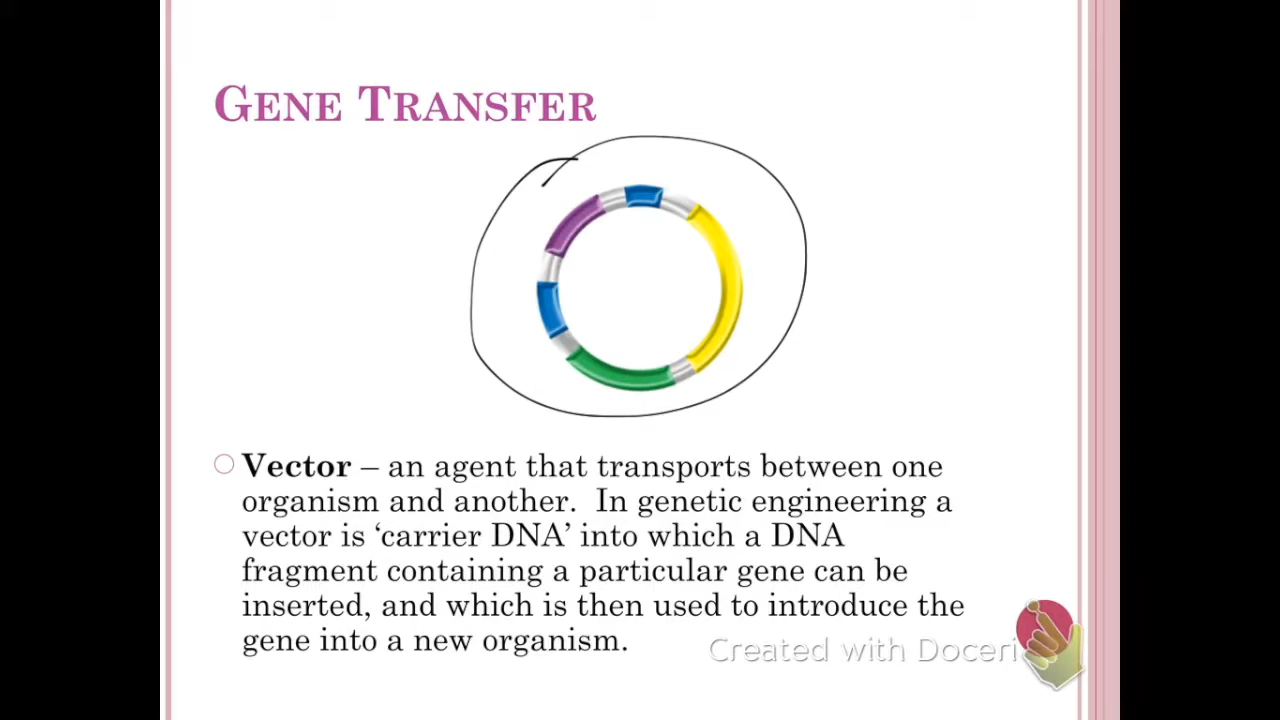 GENE TRANSFER
Vector – an agent that transports between one
organism and another.  In genetic engineering a
vector is ‘carrier DNA’ into which a DNA
fragment containing a particular gene can be
inserted, and which is then used to introduce the
gene into a new organism.
Created with Doceri